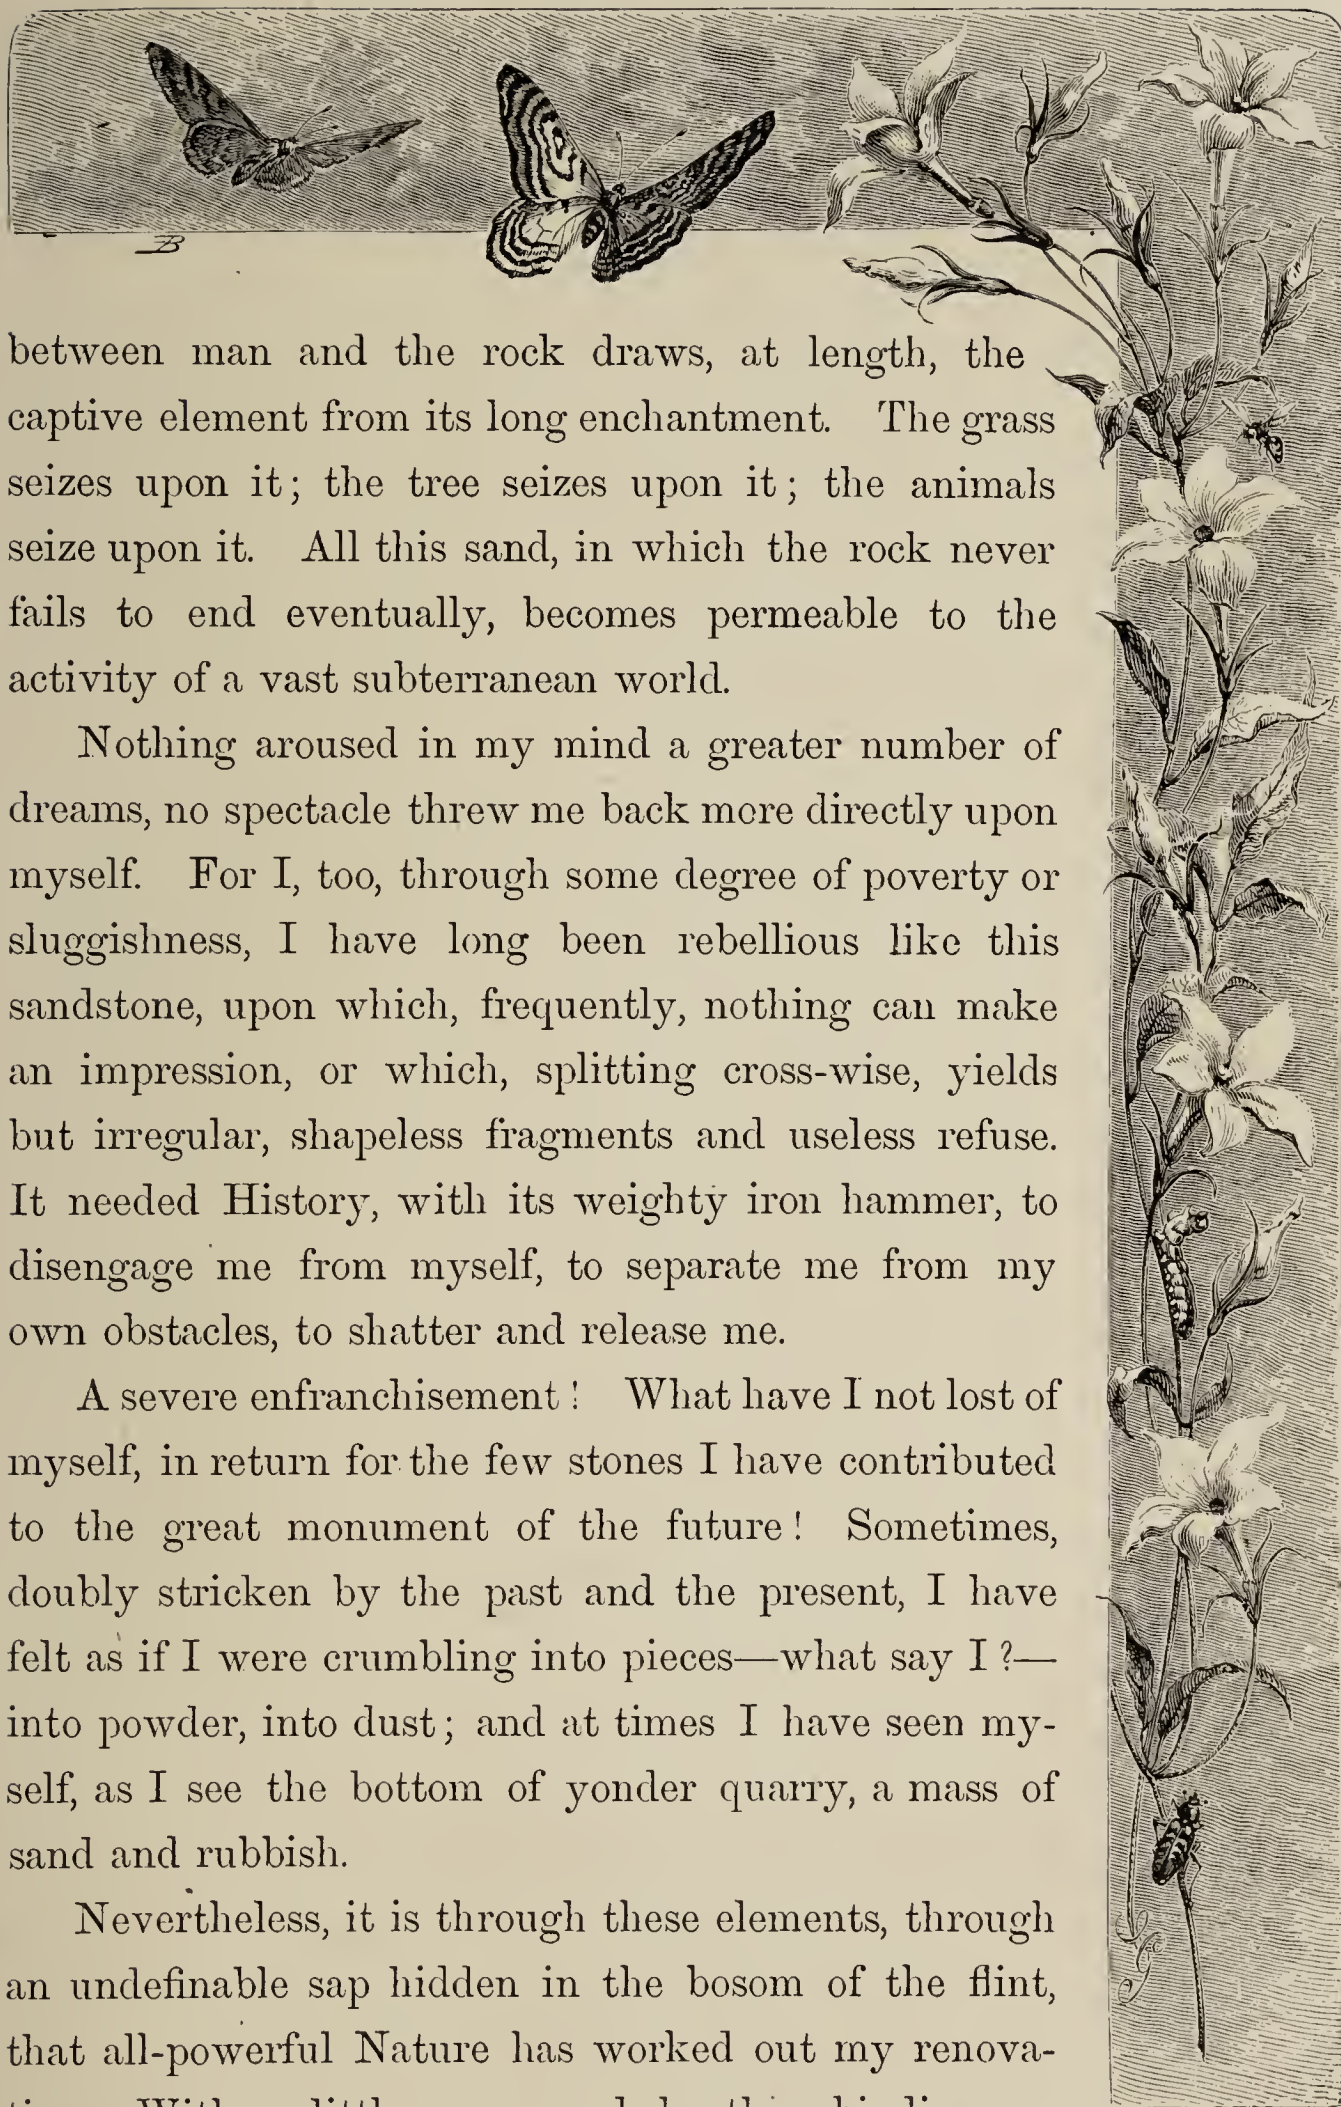 between man and the rock draws, at length, the
captive element from its long enchantment. The grass
seizes upon it; the tree seizes upon it; the animals
seize upon it. All this sand, in which the rock never
fails to end eventually, becomes permeable to the
activity of a vast subterranean world.
Nothing aroused in my mind a greater number of
dreams, no spectacle threw me back more directly upon
myself. For I, too, through some degree of poverty or
sluggishness, I have long been rebellious like this
sandstone, upon which, frequently, nothing can make
an impression, or which, splitting cross-wise, yields
but irregular, shapeless fragments and useless refuse.
It needed History, with its weighty iron hammer, to
disengage me from myself, to separate me from my
own obstacles, to shatter and release me.
A severe enfranchisement! What have I not lost of
myself, in return for the few stones I have contributed
to the great monument of the future! Sometimes,
doubly stricken by the past and the present, I have
felt as if I were crumbling into pieces—what say I?—
into powder, into dust; and at times I have seen my-
self, as I see the bottom of yonder quarry, a mass of
sand and rubbish.
Nevertheless, it is through these elements, through
an undefinable sap hidden in the bosom of the flint,
that all-powerful Nature has worked out my renova-